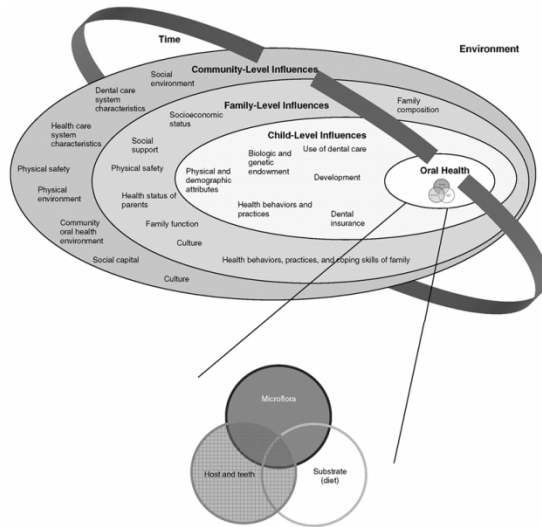 Time
Environment
Community-Level Influences
Social
environment
Dental care
system
characteristics
Health care
system
characteristics
Physical safety
Physical
environment
Community
oral health
environment
Social capital
Culture
Family-Level Influences
Family
composition
Socioeconomic
status
Social
support
Physical safety
Health status of
parents
Family function
Culture
Health behaviors, practices, and coping skills of family
Child-Level Influences
Use of dental care
Biologic and
genetic
endowment
Physical and
demographic
attributes
Development
Health behaviors and
practices
Dental
insurance
Oral Health
Microflora
Host and teeth
Substrate
(diet)